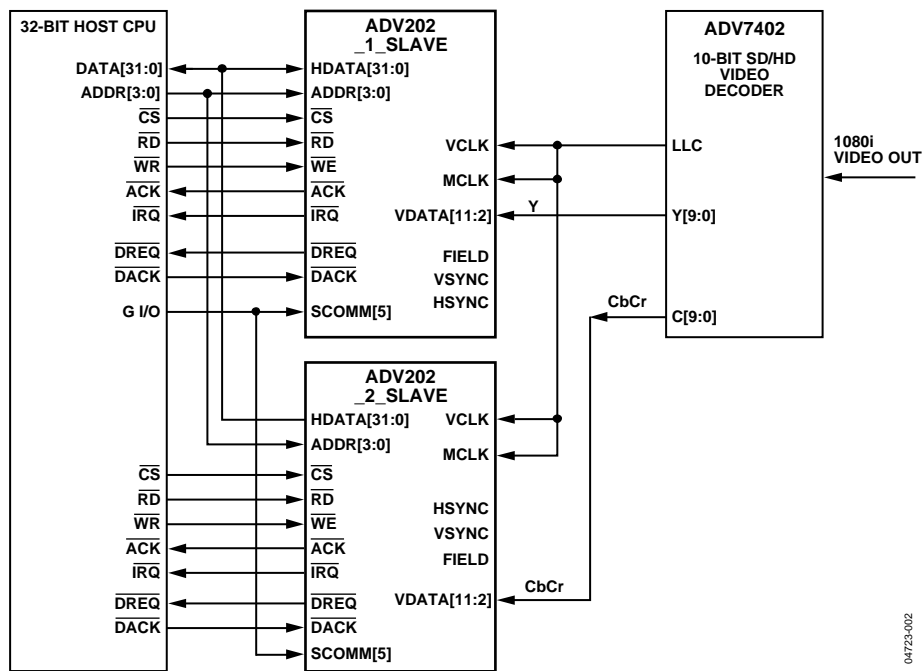 32-BIT HOST CPU
DATA[31:0]
ADDR[3:0]
CS
RD
WR
ACK
IRQ
DREQ
DACK
G I/O
CS
RD
WR
ACK
IRQ
DREQ
DACK
ADV202
_1_SLAVE
HDATA[31:0]
ADDR[3:0]
CS
RD
WE
ACK
IRQ
DREQ
DACK
SCOMM[5]
VCLK
MCLK
VDATA[11:2]
FIELD
VSYNC
HSYNC
ADV202
_2_SLAVE
HDATA[31:0]
ADDR[3:0]
CS
RD
WE
ACK
IRQ
DREQ
DACK
SCOMM[5]
VCLK
MCLK
HSYNC
VSYNC
FIELD
VDATA[11:2]
Y
CbCr
CbCr
ADV7402
10-BIT SD/HD
VIDEO
DECODER
LLC
Y[9:0]
C[9:0]
1080i
VIDEO OUT
04723-002